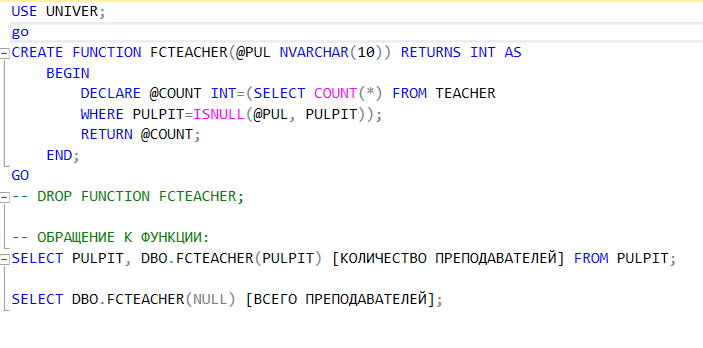 USE UNIVER;
go
CREATE FUNCTION FCTEACHER(@PUL NVARCHAR(10)) RETURNS INT AS
BEGIN
DECLARE @COUNT INT=(SELECT COUNT(*) FROM TEACHER
WHERE PULPIT=ISNULL(@PUL, PULPIT));
RETURN @COUNT;
END;
GO
-- DROP FUNCTION FCTEACHER;
-- ОБРАЩЕНИЕ К ФУНКЦИИ:
SELECT PULPIT, DBO.FCTEACHER(PULPIT) [КОЛИЧЕСТВО ПРЕПОДАВАТЕЛЕЙ] FROM PULPIT;
SELECT DBO.FCTEACHER(NULL) [ВСЕГО ПРЕПОДАВАТЕЛЕЙ];